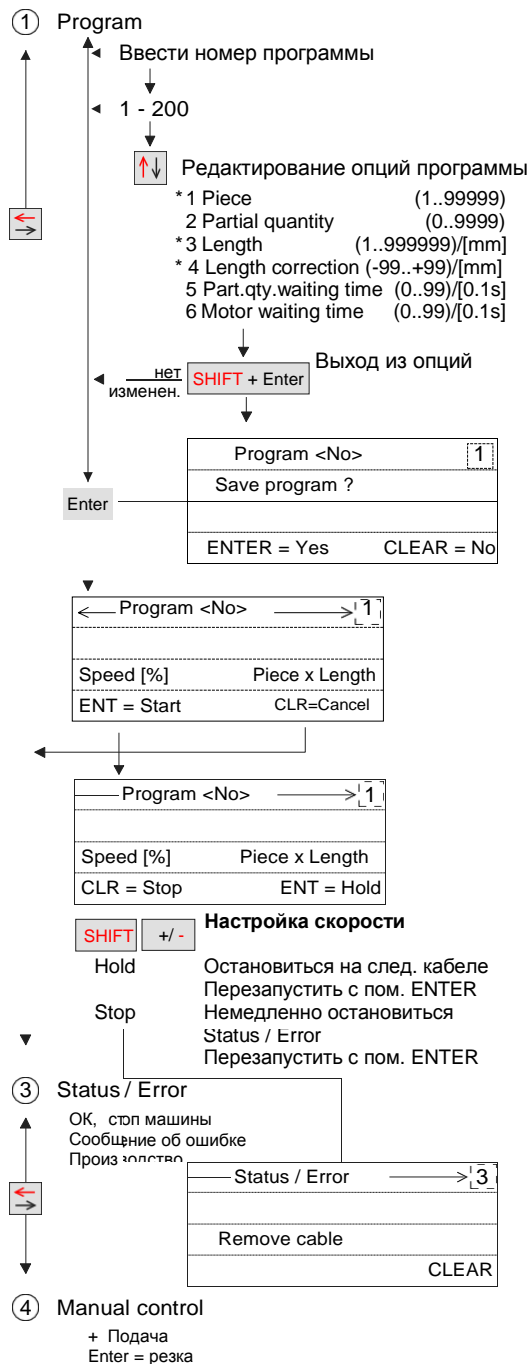 1 Program
Ввести номер программы
1 - 200
↑↓ Редактирование опций программы
* 1 Piece (1..99999)
2 Partial quantity (0..9999)
* 3 Length (1..999999)/[mm]
* 4 Length correction (-99..+99)/[mm]
5 Part.qty.waiting time (0..99)/[0.1s]
6 Motor waiting time (0..99)/[0.1s]
Выход из опций
нет
изменен.
SHIFT + Enter
Program <No> 1
Save program ?
Enter
ENTER = Yes CLEAR = No
Program <No> 1
Speed [%] Piece x Length
ENT = Start CLR=Cancel
Program <No> 1
Speed [%] Piece x Length
CLR = Stop ENT = Hold
SHIFT +/- Настройка скорости
Hold Остановиться на след. кабеле
Перезапустить с пом. ENTER
Stop Немедленно остановиться
Status / Error
Перезапустить с пом. ENTER
3 Status / Error
ОК, стоп машины
Сообщение об ошибке
Производство
Status / Error 3
Remove cable
CLEAR
4 Manual control
+ Подача
Enter = резка